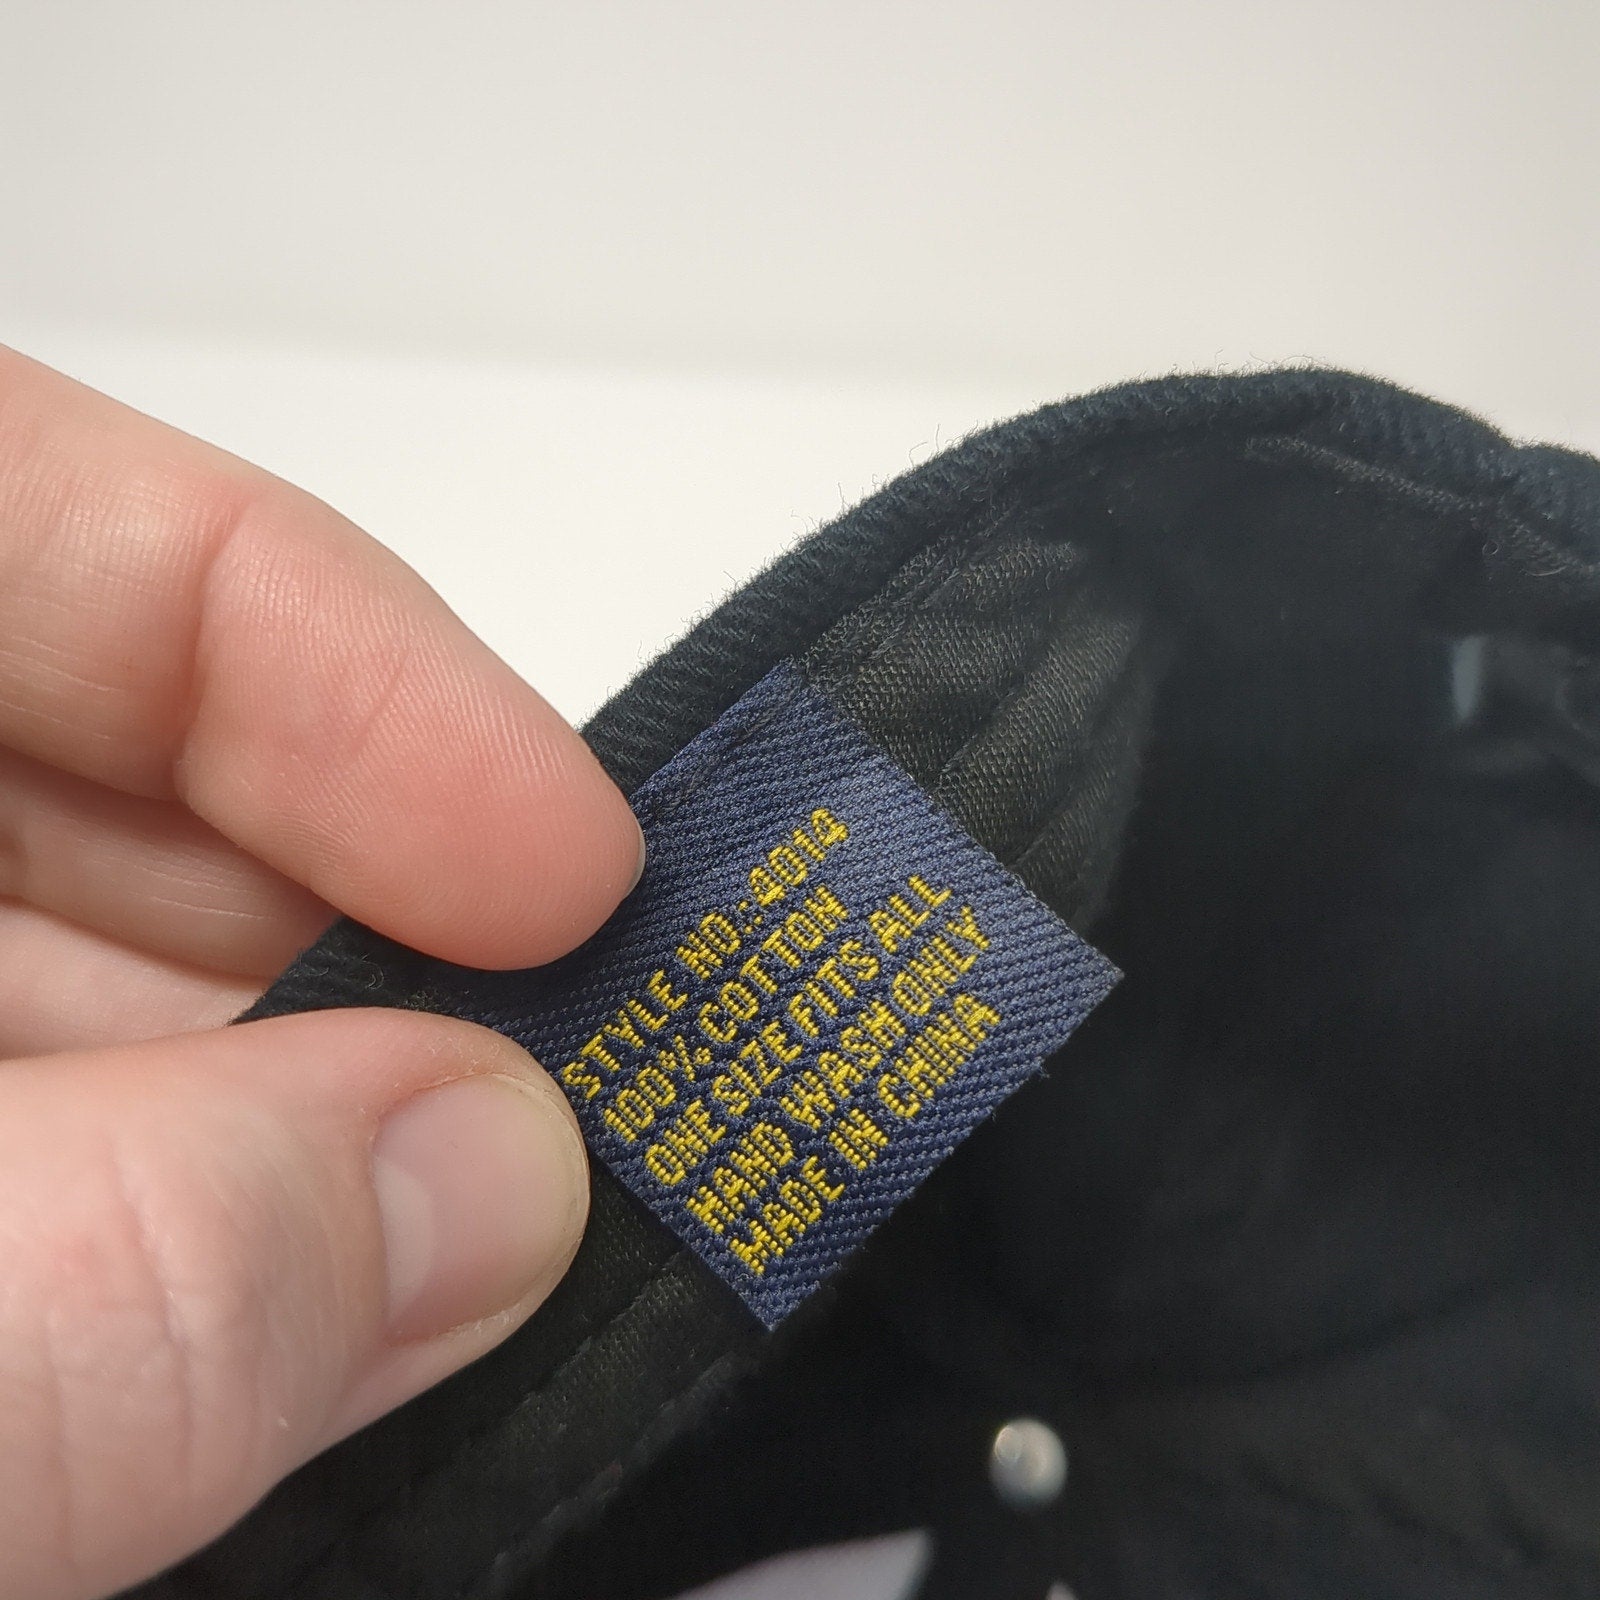 STYLE NO.:4014
100% COTTON
ONE SIZE FITS ALL
HAND WASH ONLY
MADE IN CHINA